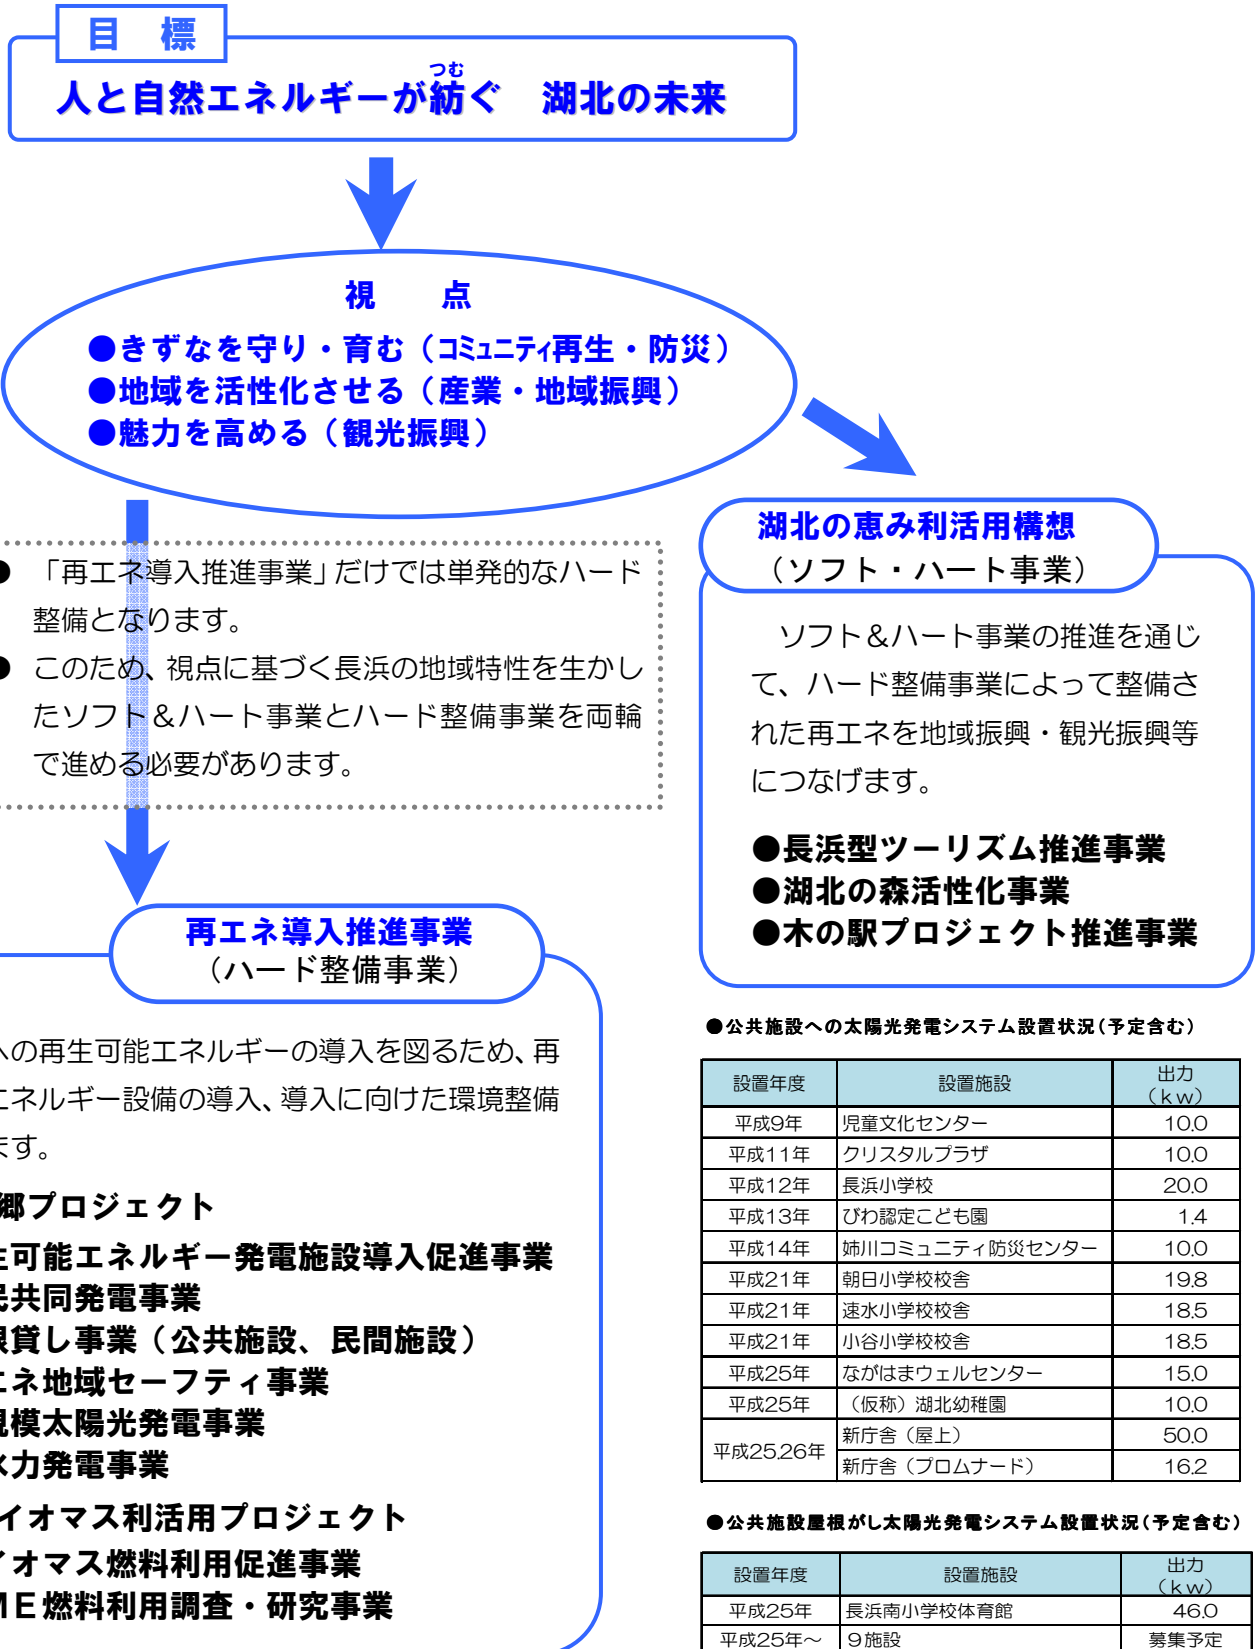 目　標
つむ
人と自然エネルギーが紡ぐ　湖北の未来
視　点
●きずなを守り・育む（コミュニティ再生・防災）
●地域を活性化させる（産業・地域振興）
●魅力を高める（観光振興）
●　「再エネ導入推進事業」だけでは単発的なハード
整備となります。
●　このため、視点に基づく長浜の地域特性を生かし
たソフト＆ハート事業とハード整備事業を両輪
で進める必要があります。
湖北の恵み利活用構想
（ソフト・ハート事業）
ソフト＆ハート事業の推進を通じ
て、ハード整備事業によって整備さ
れた再エネを地域振興・観光振興等
につなげます。
●長浜型ツーリズム推進事業
●湖北の森活性化事業
●木の駅プロジェクト推進事業
再エネ導入推進事業
（ハード整備事業）
への再生可能エネルギーの導入を図るため、再
エネルギー設備の導入、導入に向けた環境整備
ます。
郷プロジェクト
生可能エネルギー発電施設導入促進事業
民共同発電事業
根貸し事業（公共施設、民間施設）
エネ地域セーフティ事業
規模太陽光発電事業
水力発電事業
イオマス利活用プロジェクト
イオマス燃料利用促進事業
ＭＥ燃料利用調査・研究事業
●公共施設への太陽光発電システム設置状況（予定含む）
設置年度　設置施設　出力（ｋｗ）
平成9年　児童文化センター　10.0
平成11年　クリスタルプラザ　10.0
平成12年　長浜小学校　20.0
平成13年　びわ認定こども園　1.4
平成14年　姉川コミュニティ防災センター　10.0
平成21年　朝日小学校校舎　19.8
平成21年　速水小学校校舎　18.5
平成21年　小谷小学校校舎　18.5
平成25年　ながはまウェルセンター　15.0
平成25年　（仮称）湖北幼稚園　10.0
平成25.26年　新庁舎（屋上）　50.0
新庁舎（プロムナード）　16.2
●公共施設屋根がし太陽光発電システム設置状況（予定含む）
設置年度　設置施設　出力（ｋｗ）
平成25年　長浜南小学校体育館　46.0
平成25年～　9施設　募集予定